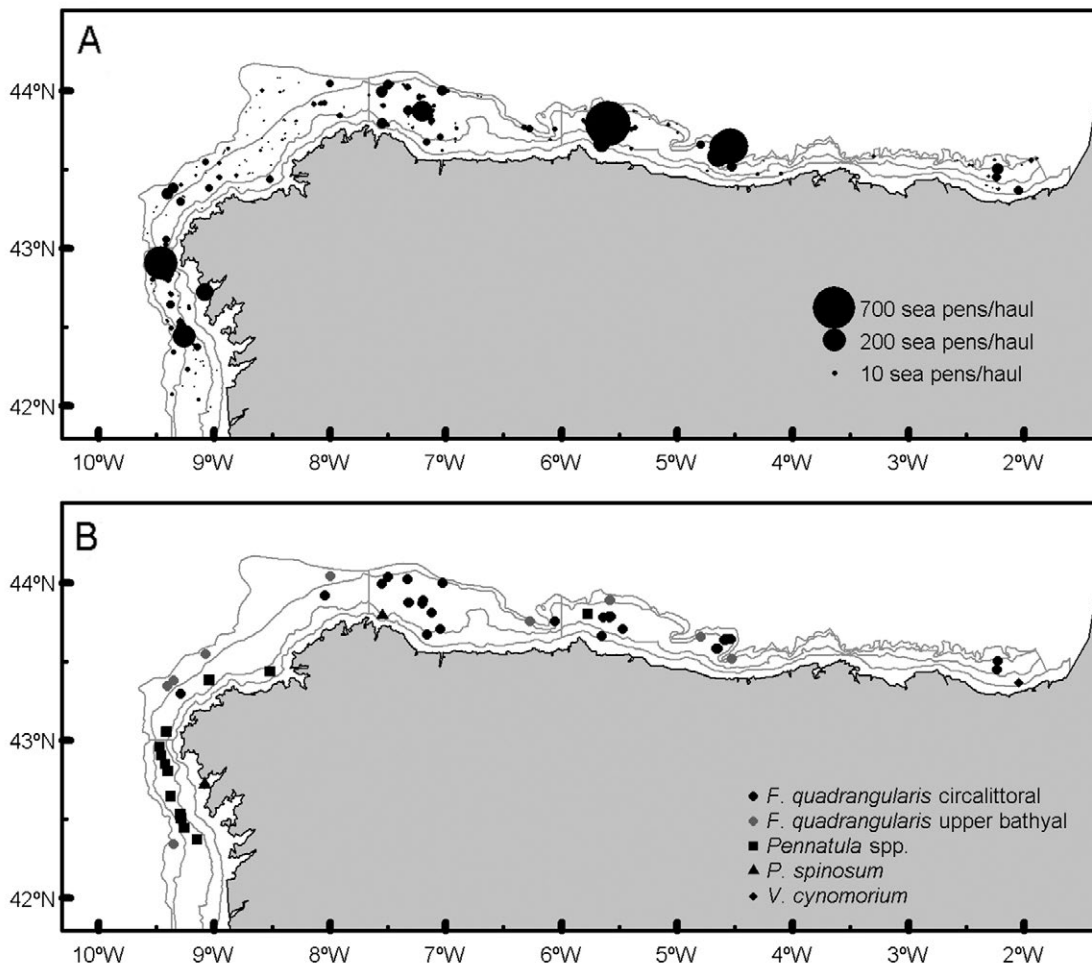 A
44ºN
43ºN
42ºN
700 sea pens/haul
200 sea pens/haul
10 sea pens/haul
10ºW 9ºW 8ºW 7ºW 6ºW 5ºW 4ºW 3ºW 2ºW
B
44ºN
43ºN
42ºN
F. quadrangularis circalittoral
F. quadrangularis upper bathyal
Pennatula spp.
P. spinosum
V. cynomorium
10ºW 9ºW 8ºW 7ºW 6ºW 5ºW 4ºW 3ºW 2ºW